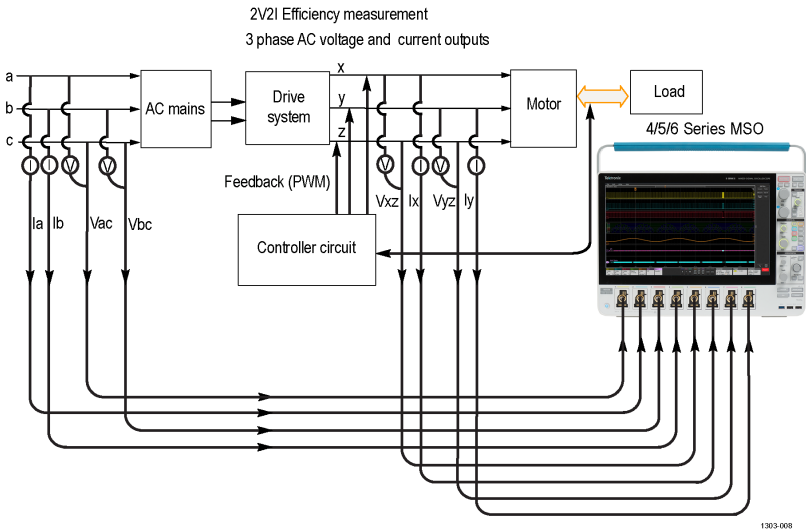 2V2I Efficiency measurement
3 phase AC voltage and current outputs
a
b
c
AC mains
Drive
system
x
y
z
Motor
Load
4/5/6 Series MSO
I
I
V
V
V
I
V
I
Feedback (PWM)
Ia
Ib
Vac
Vbc
Vxz
Ix
Vyz
Iy
Controller circuit
Tektronix
1303-008